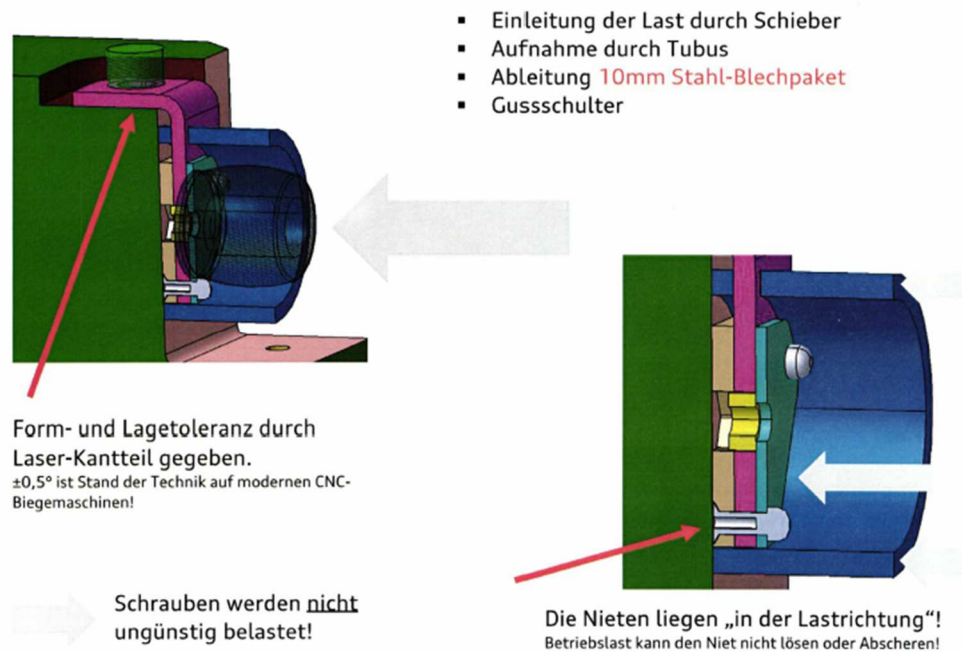 ▪ Einleitung der Last durch Schieber
▪ Aufnahme durch Tubus
▪ Ableitung 10mm Stahl-Blechpaket
▪ Gussschulter
Form- und Lagetoleranz durch
Laser-Kantteil gegeben.
±0,5° ist Stand der Technik auf modernen CNC-
Biegemaschinen!
Schrauben werden nicht
ungünstig belastet!
Die Nieten liegen „in der Lastrichtung“!
Betriebslast kann den Niet nicht lösen oder Abscheren!